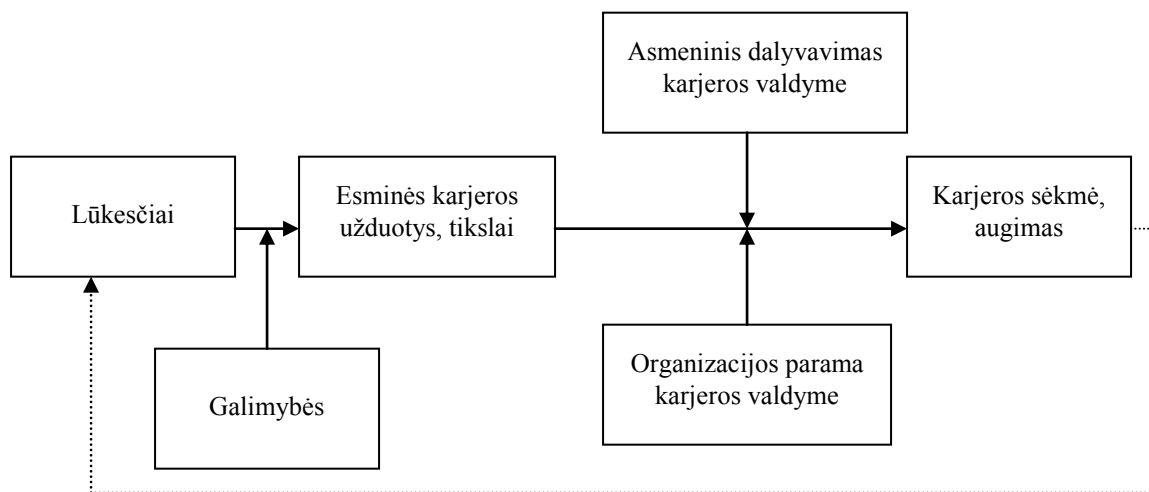 Asmeninis dalyvavimas
karjeros valdyme
Lūkesčiai
Esminės karjeros
užduotys, tikslai
Karjeros sėkmė,
augimas
Galimybės
Organizacijos parama
karjeros valdyme